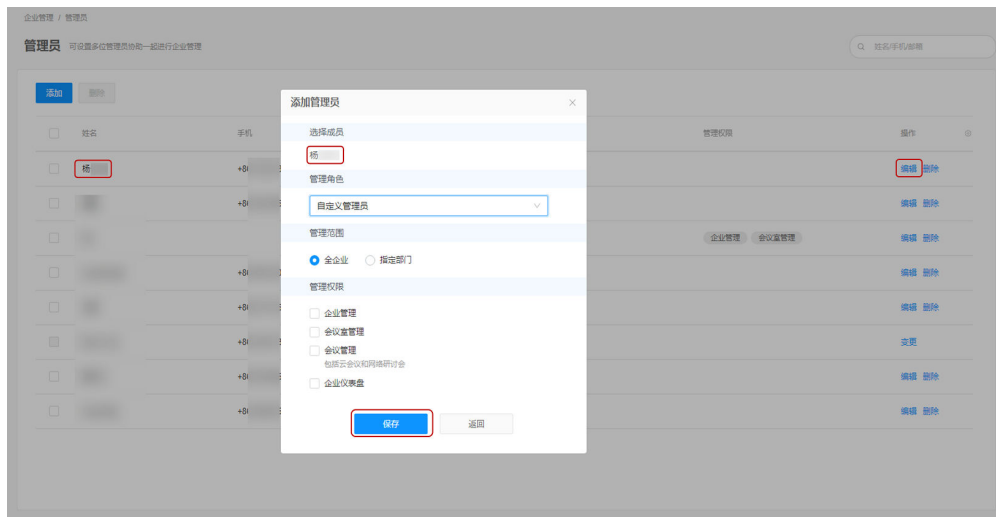 企业管理 / 管理员
管理员 可设置多位管理员协助一起进行企业管理
姓名/手机/邮箱
添加 删除
添加管理员
姓名 手机 管理权限 操作
选择成员
杨
杨 +86 编辑 删除
管理角色
自定义管理员
+86 编辑 删除
管理范围
企业管理 会议室管理 编辑 删除
全企业 指定部门
+86 编辑 删除
管理权限
企业管理
+86 编辑 删除
会议室管理
会议管理
+86 变更
包括云会议和网络研讨会
企业仪表盘
+86 编辑 删除
+86 编辑 删除
保存 返回